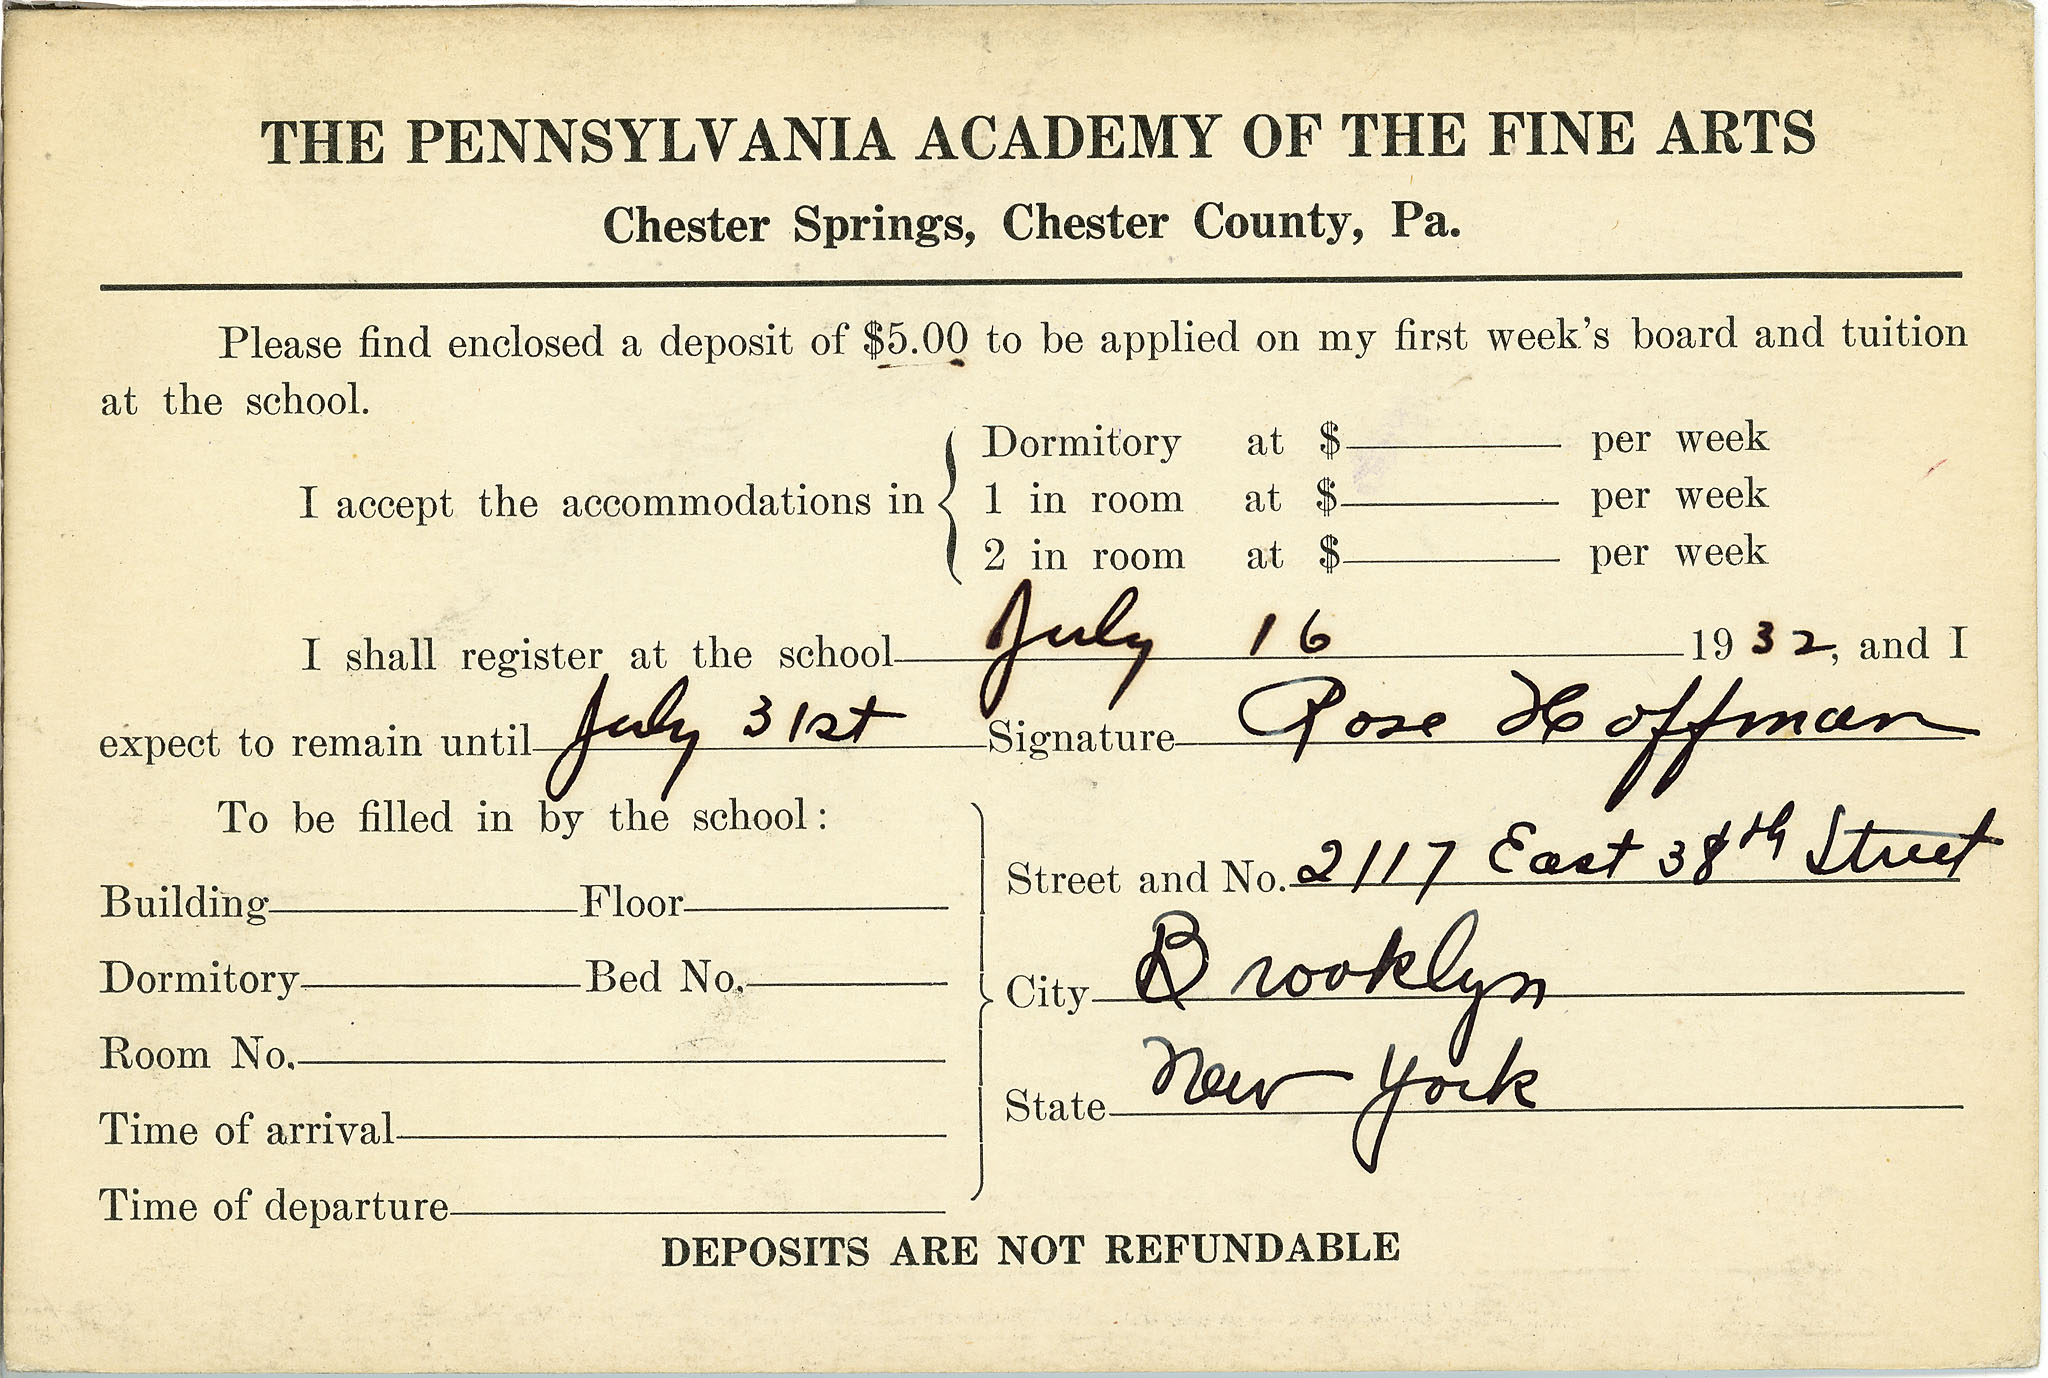 THE PENNSYLVANIA ACADEMY OF THE FINE ARTS
Chester Springs, Chester County, Pa.
Please find enclosed a deposit of $5.00 to be applied on my first week's board and tuition
at the school.
I accept the accommodations in
Dormitory at $ per week
1 in room at $ per week
2 in room at $ per week
I shall register at the school July 16 1932, and I
expect to remain until July 31st Signature Rose Hoffman
To be filled in by the school:
Building Floor
Dormitory Bed No.
Room No.
Time of arrival
Time of departure
Street and No. 2117 East 38th Street
City Brooklyn
State New York
DEPOSITS ARE NOT REFUNDABLE